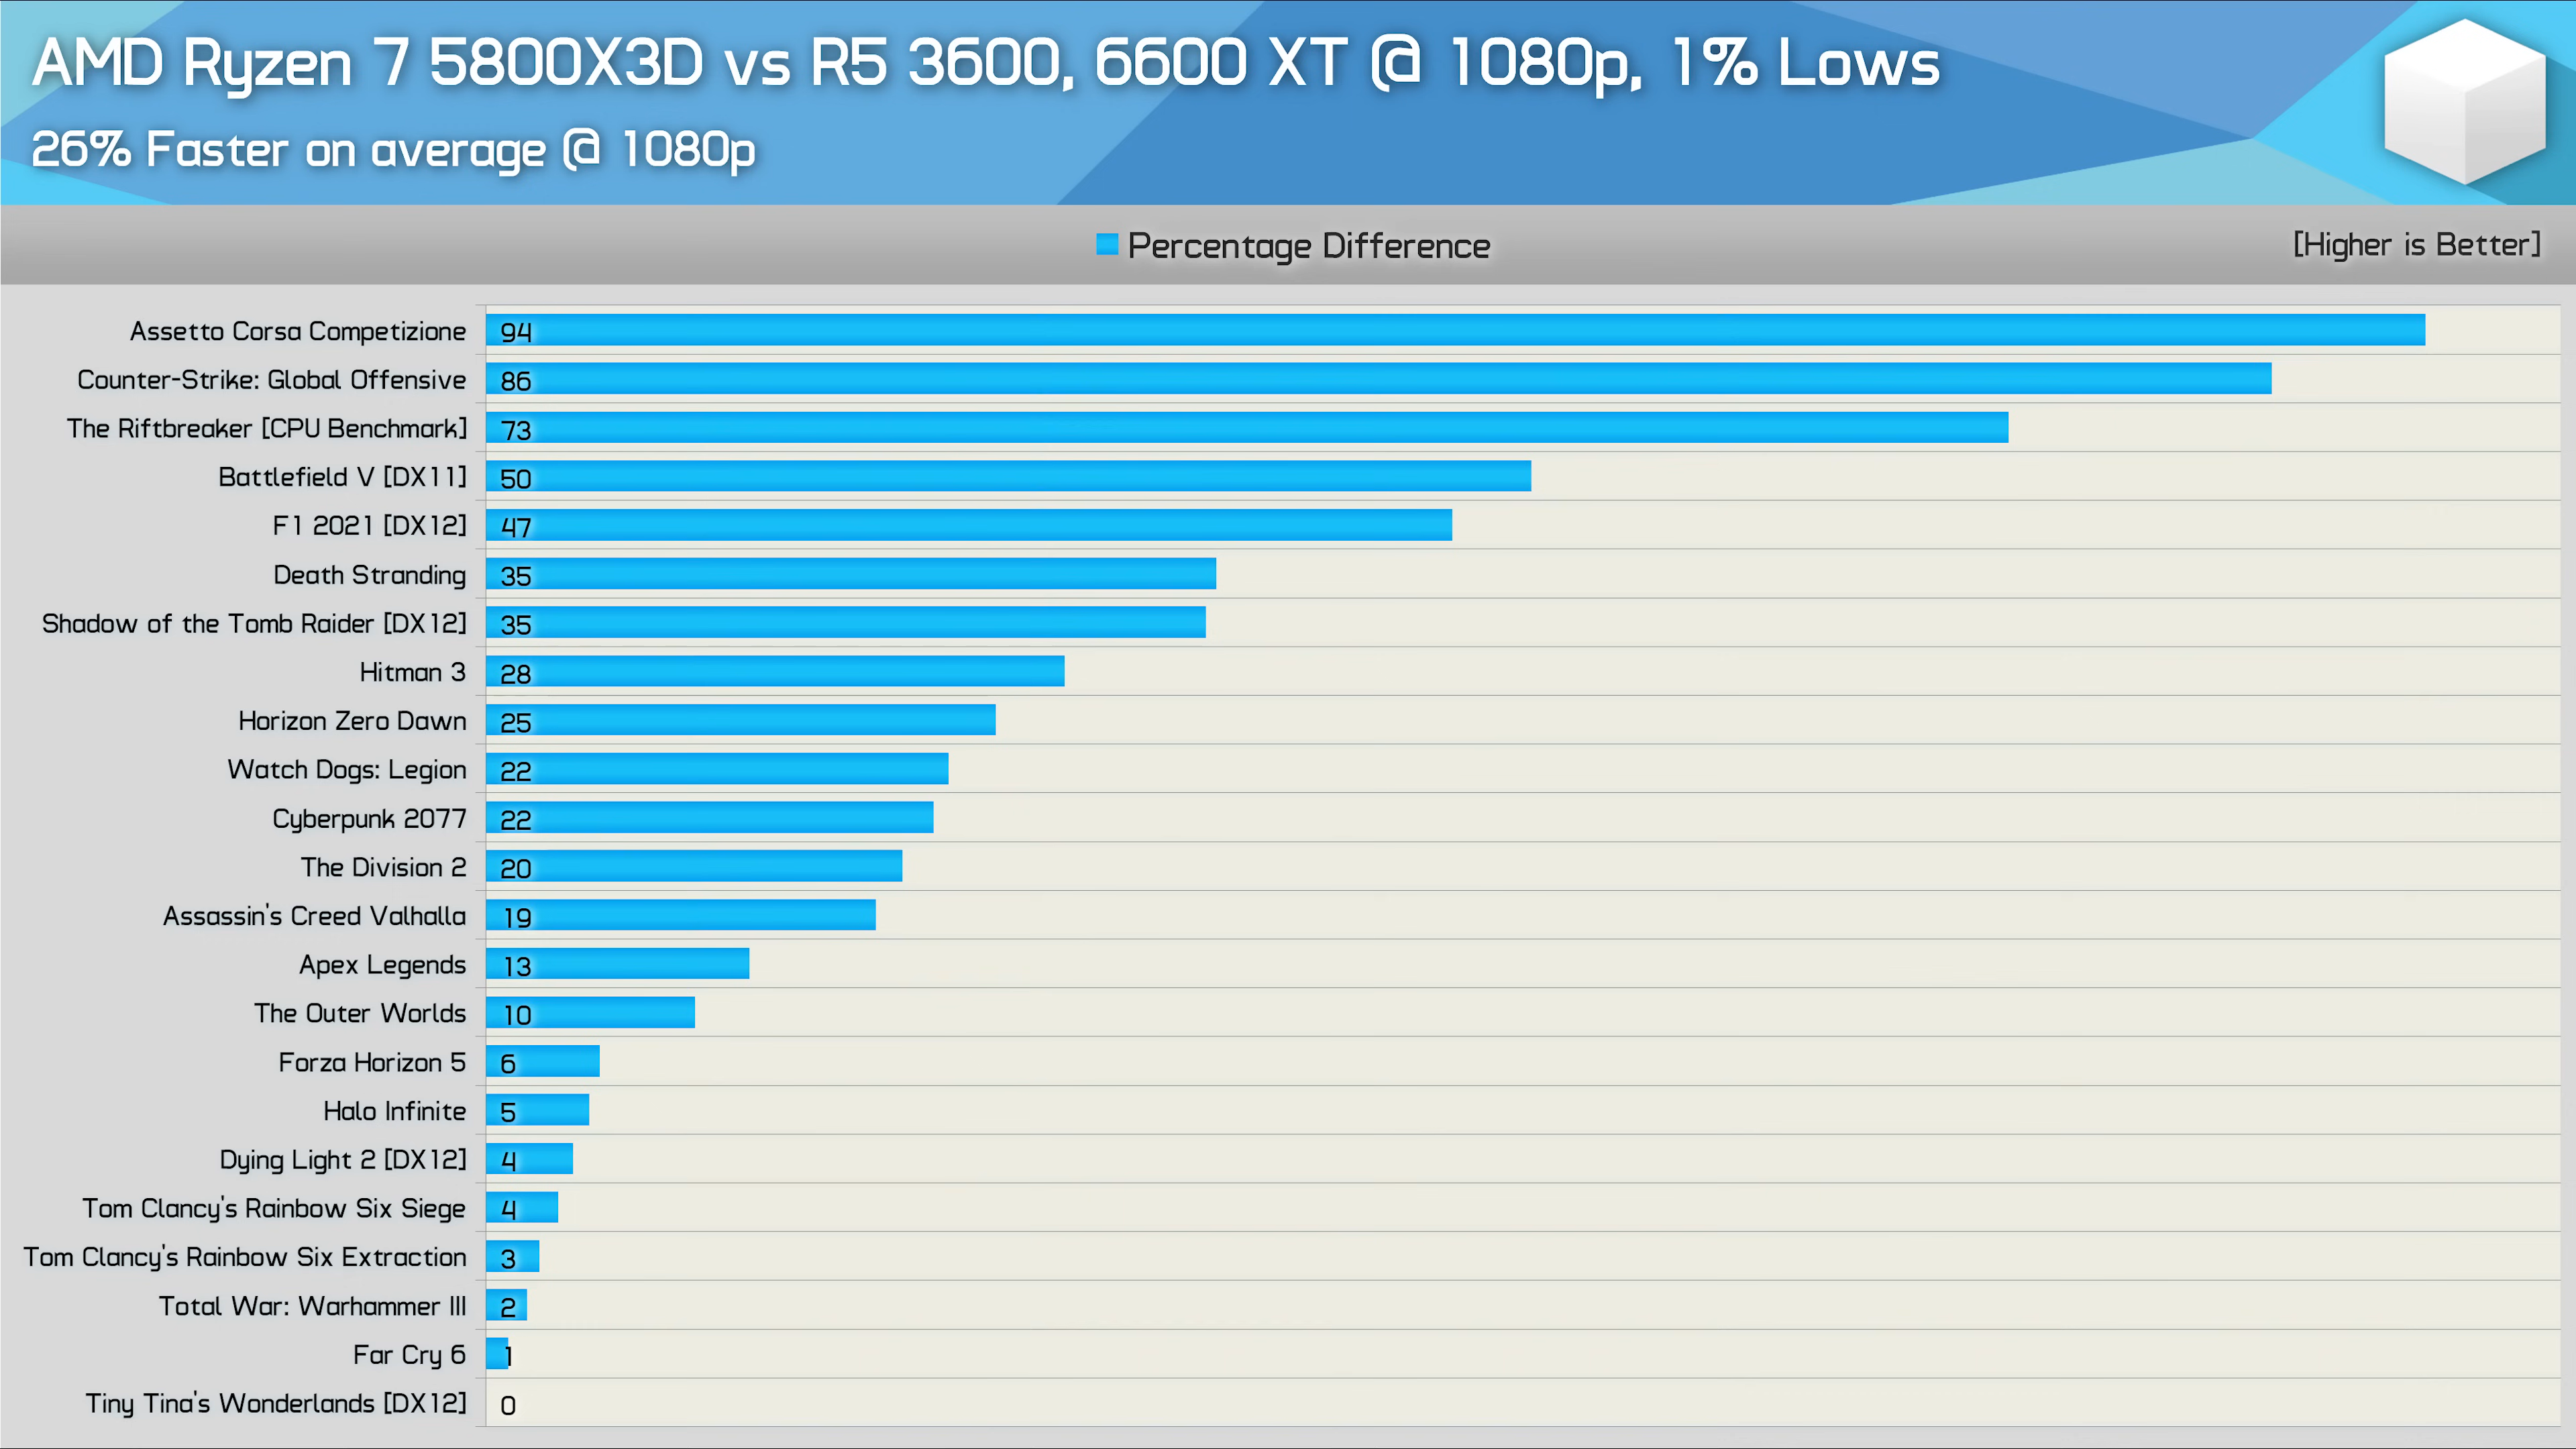 AMD Ryzen 7 5800X3D vs R5 3600, 6600 XT @ 1080p, 1% Lows
26% Faster on average @ 1080p
Percentage Difference
[Higher is Better]
Assetto Corsa Competizione 94
Counter-Strike: Global Offensive 86
The Riftbreaker [CPU Benchmark] 73
Battlefield V [DX11] 50
F1 2021 [DX12] 47
Death Stranding 35
Shadow of the Tomb Raider [DX12] 35
Hitman 3 28
Horizon Zero Dawn 25
Watch Dogs: Legion 22
Cyberpunk 2077 22
The Division 2 20
Assassin's Creed Valhalla 19
Apex Legends 13
The Outer Worlds 10
Forza Horizon 5 6
Halo Infinite 5
Dying Light 2 [DX12] 4
Tom Clancy's Rainbow Six Siege 4
Tom Clancy's Rainbow Six Extraction 3
Total War: Warhammer III 2
Far Cry 6 1
Tiny Tina's Wonderlands [DX12] 0